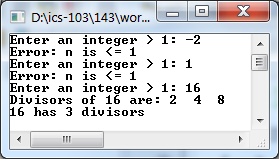 D:\ics-103\143\wor...
Enter an integer > 1: -2
Error: n is <= 1
Enter an integer > 1: 1
Error: n is <= 1
Enter an integer > 1: 16
Divisors of 16 are: 2 4 8
16 has 3 divisors